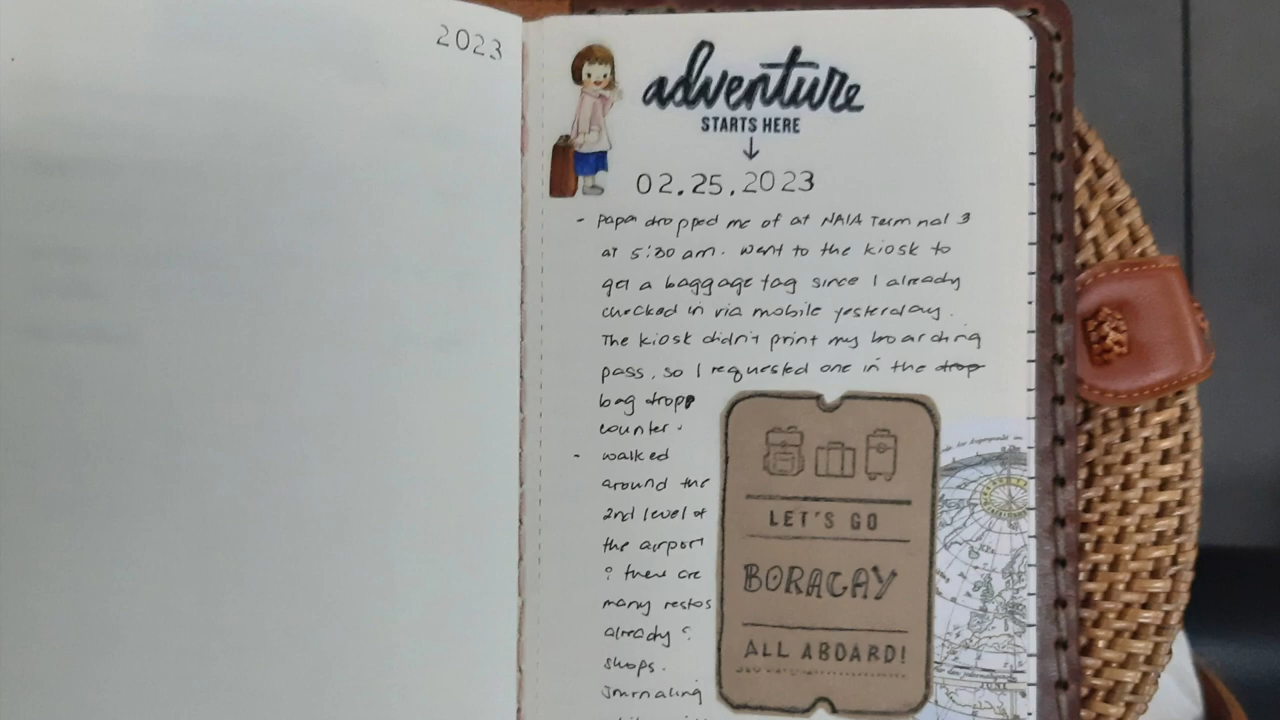 2023
adventure
STARTS HERE
02.25.2023
- papa dropped me of at NAIA Terminal 3
at 5:30 am. Went to the kiosk to
get a baggage tag since I already
checked in via mobile yesterday.
The kiosk didn't print my boarding
pass, so I requested one in the drop
bag drop
counter.
- walked
around the
2nd level of
the airport
& there are
many restos
already &
shops.
Journaling
LET'S GO
BORACAY
ALL ABOARD!